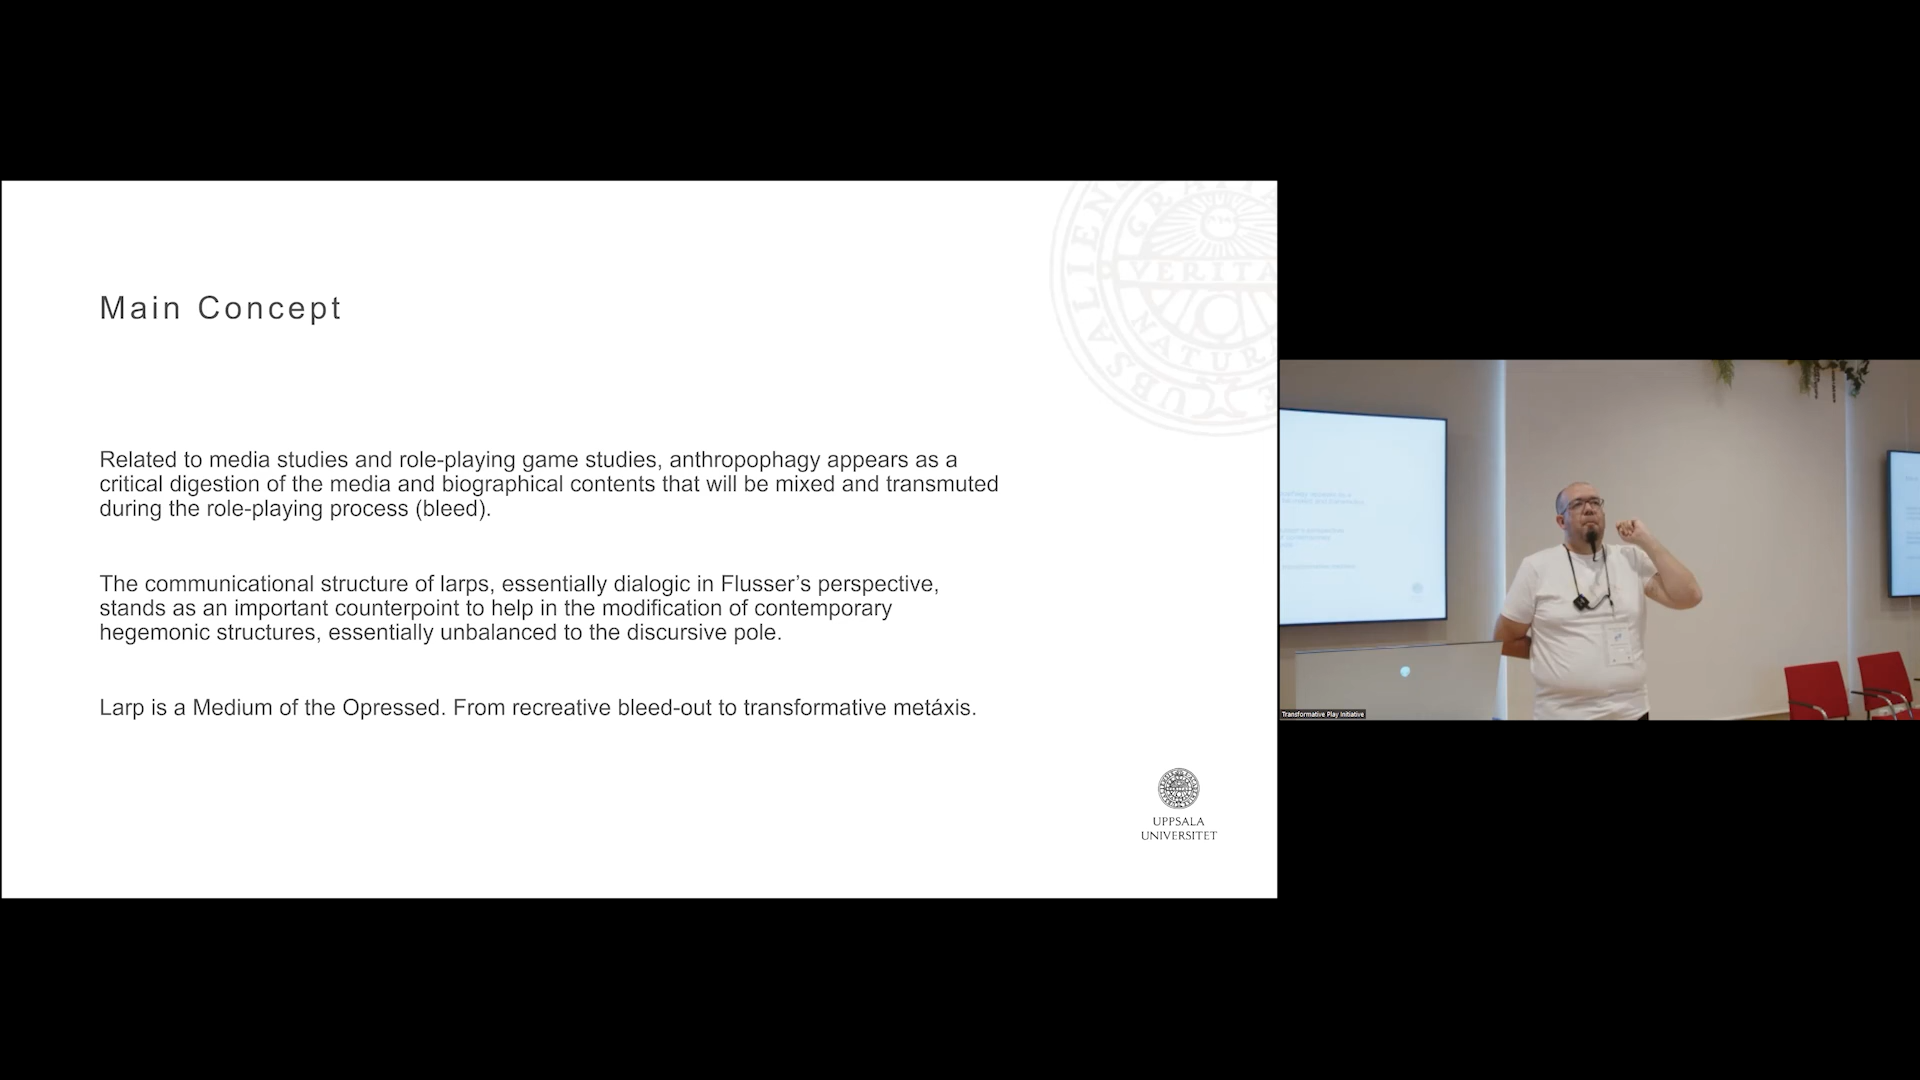 Main Concept
Related to media studies and role-playing game studies, anthropophagy appears as a
critical digestion of the media and biographical contents that will be mixed and transmuted
during the role-playing process (bleed).
The communicational structure of larps, essentially dialogic in Flusser’s perspective,
stands as an important counterpoint to help in the modification of contemporary
hegemonic structures, essentially unbalanced to the discursive pole.
Larp is a Medium of the Opressed. From recreative bleed-out to transformative metáxis.
UPPSALA
UNIVERSITET
Transformative Play Initiative